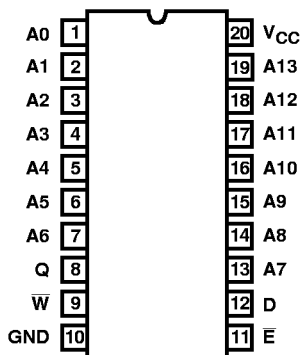 A0 1 20 VCC
A1 2 19 A13
A2 3 18 A12
A3 4 17 A11
A4 5 16 A10
A5 6 15 A9
A6 7 14 A8
Q 8 13 A7
W̅ 9 12 D
GND 10 11 E̅